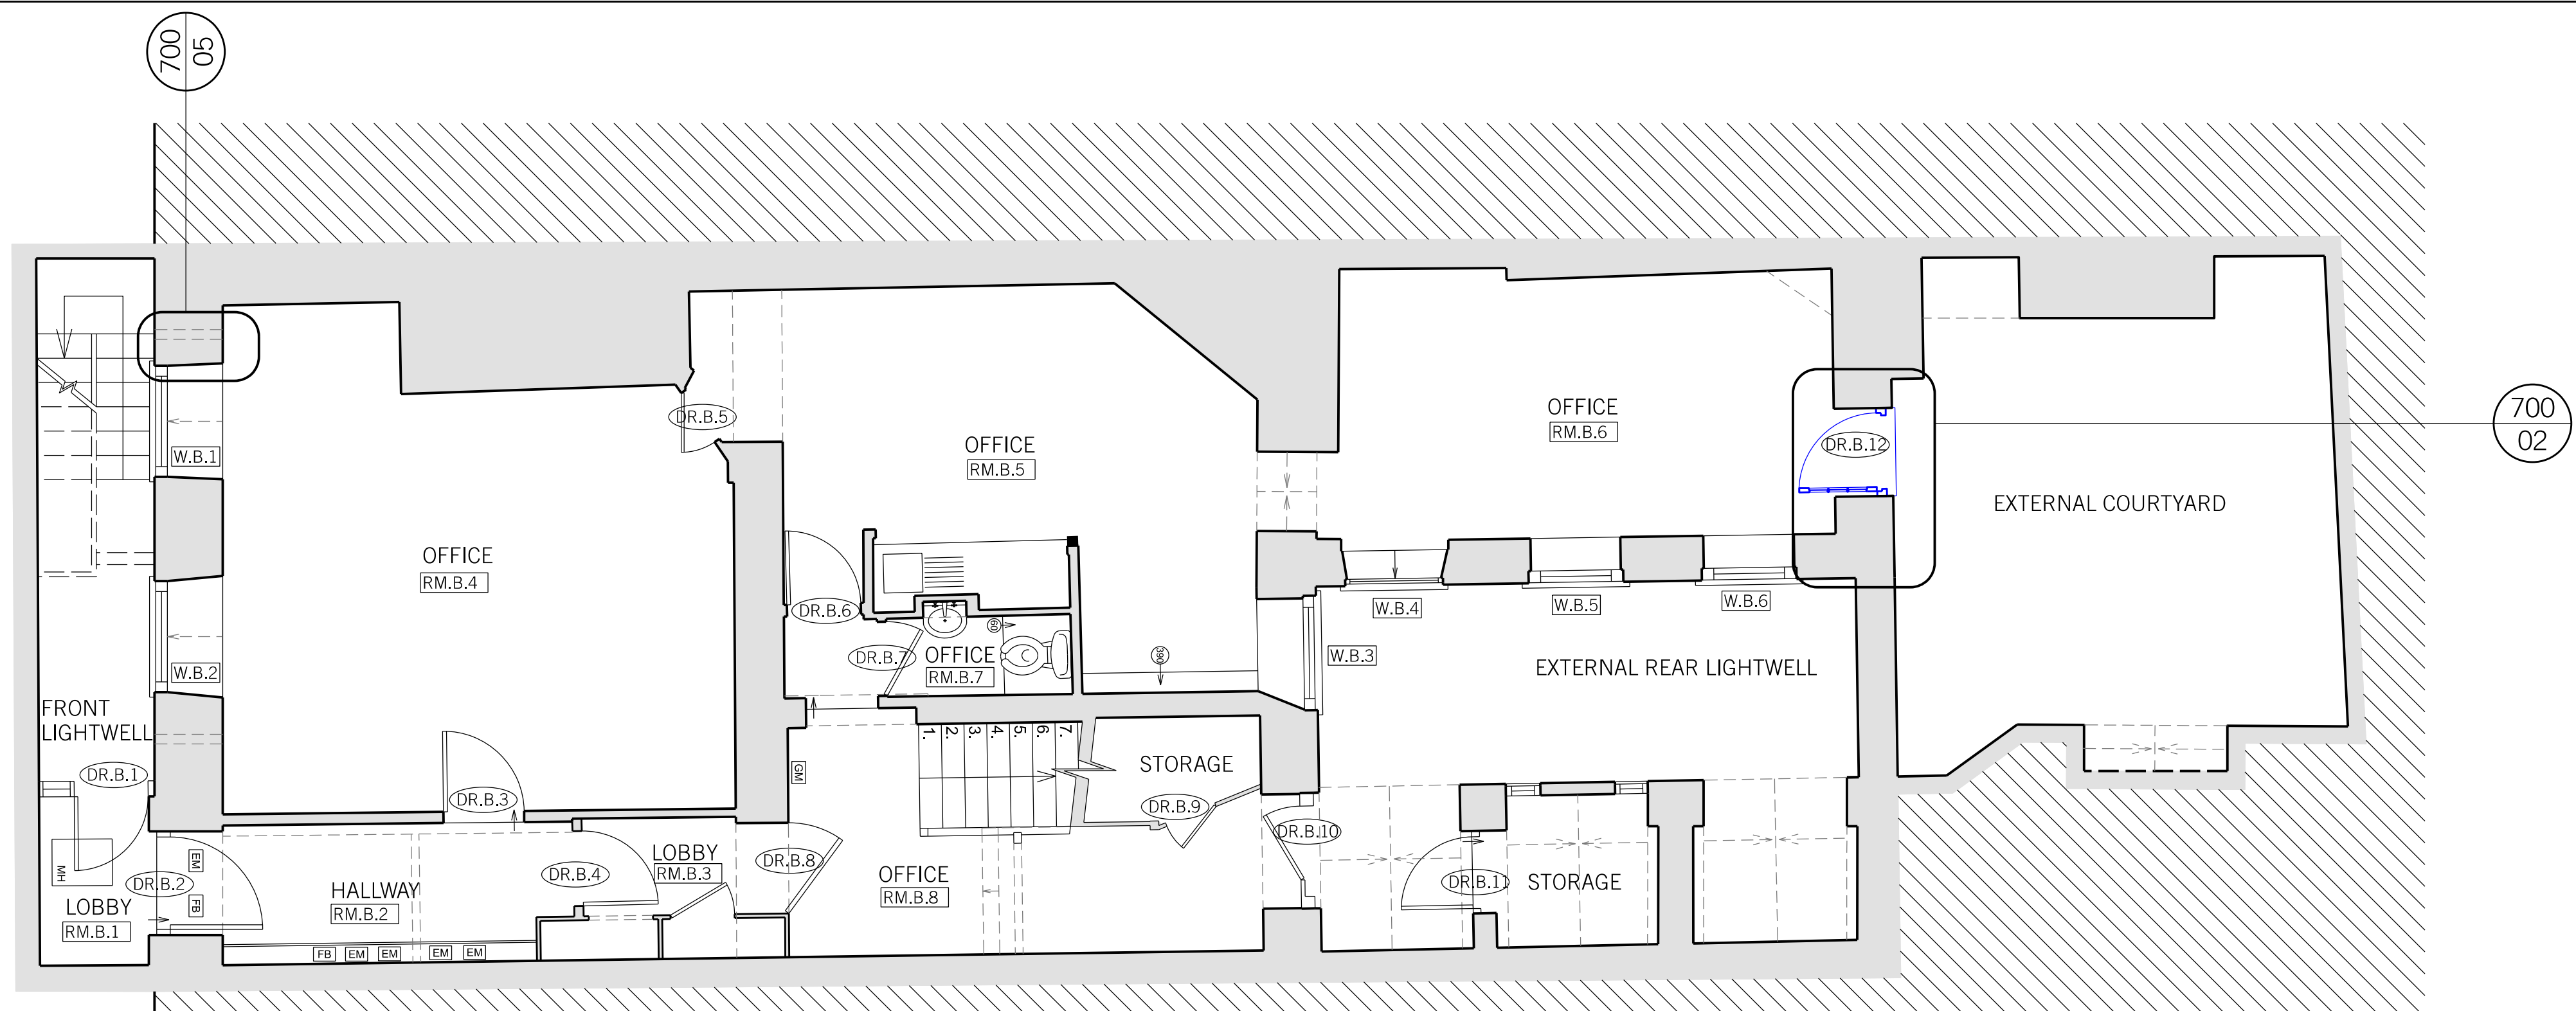 700
05
700
02
OFFICE
RM.B.6
DR.B.12
DR.B.5
OFFICE
RM.B.5
W.B.1
EXTERNAL COURTYARD
OFFICE
RM.B.4
W.B.4
W.B.5
W.B.6
DR.B.6
60
DR.B.7
OFFICE
RM.B.7
390
W.B.3
EXTERNAL REAR LIGHTWELL
W.B.2
FRONT
LIGHTWELL
1.
2.
3.
4.
5.
6.
7.
STORAGE
GM
DR.B.1
DR.B.3
DR.B.9
DR.B.10
MH
EM
DR.B.2
FB
LOBBY
RM.B.1
HALLWAY
RM.B.2
DR.B.4
LOBBY
RM.B.3
DR.B.8
OFFICE
RM.B.8
DR.B.11
STORAGE
FB
EM
EM
EM
EM